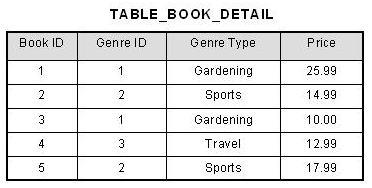 TABLE_BOOK_DETAIL
Book ID Genre ID Genre Type Price
1 1 Gardening 25.99
2 2 Sports 14.99
3 1 Gardening 10.00
4 3 Travel 12.99
5 2 Sports 17.99